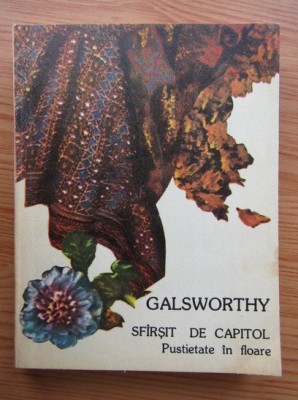 GALSWORTHY
SFÎRȘIT DE CAPITOL
Pustietate în floare